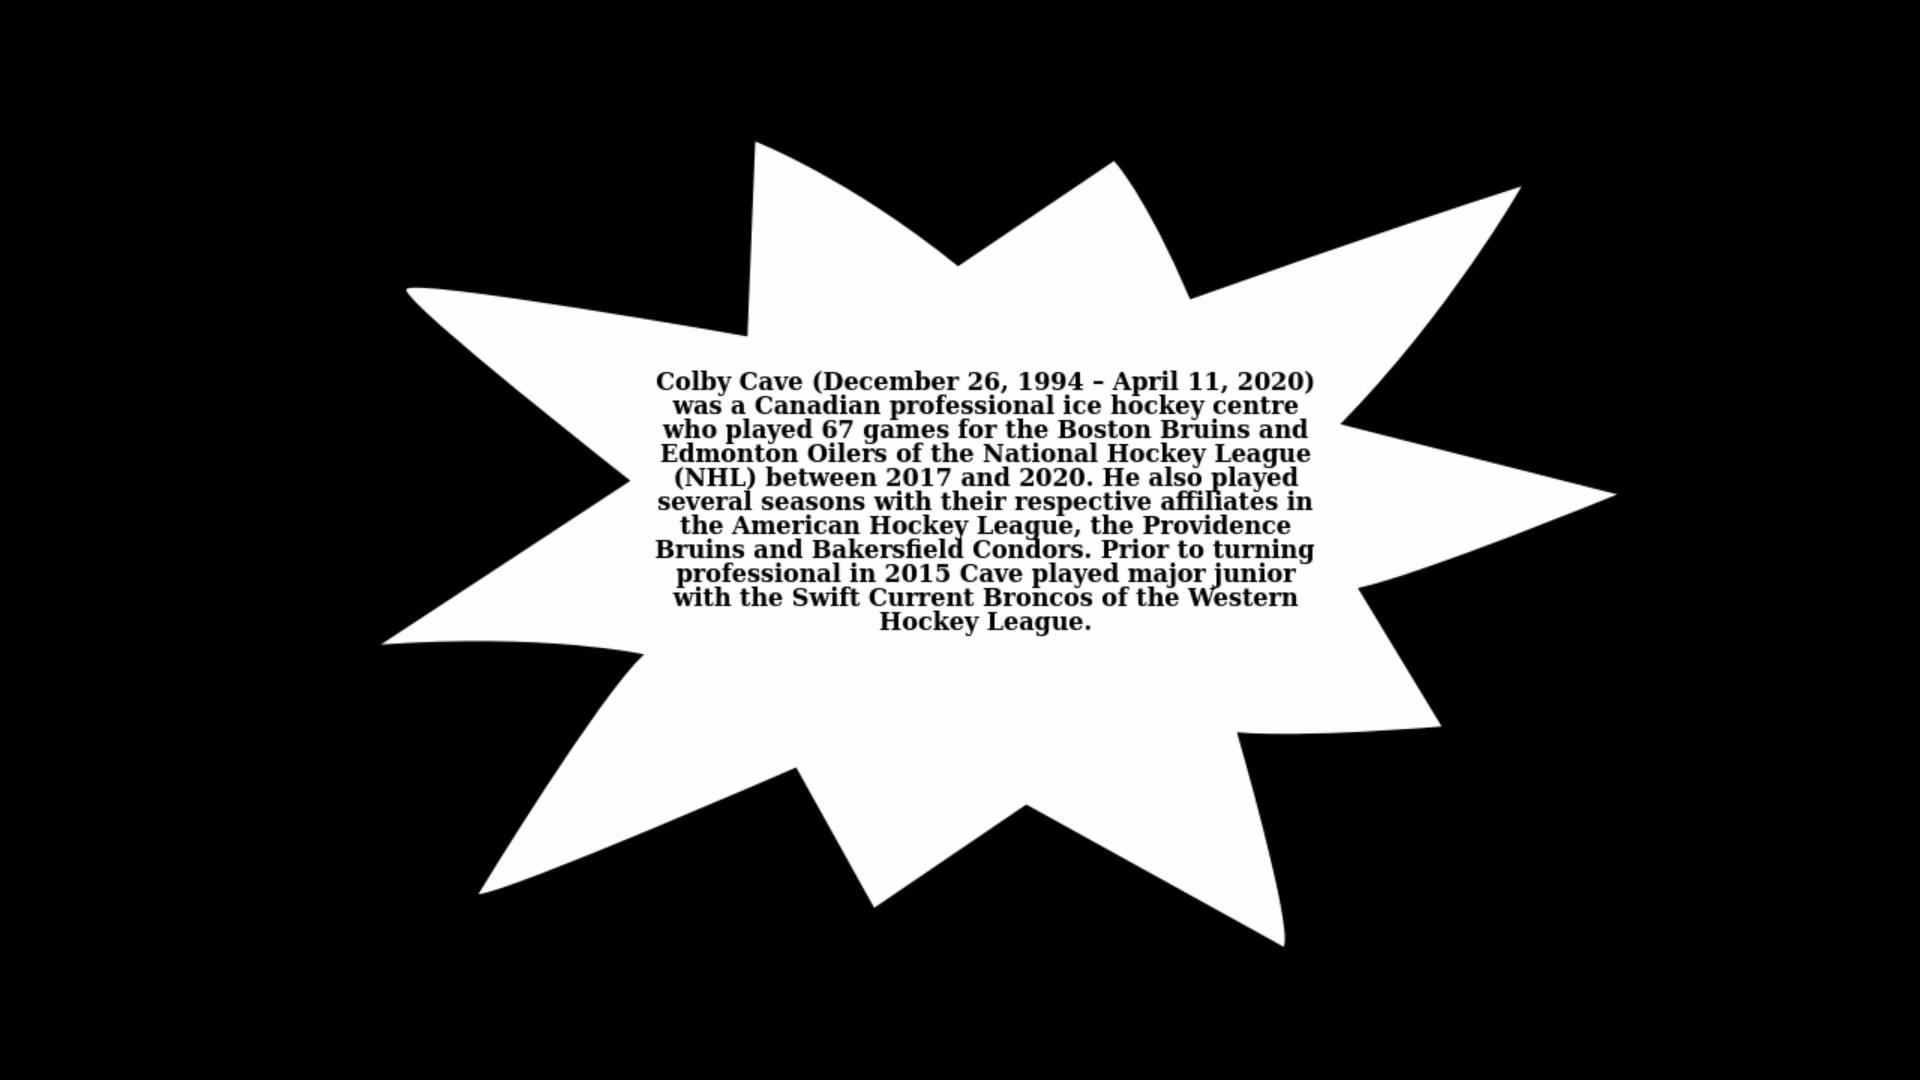 Colby Cave (December 26, 1994 – April 11, 2020)
was a Canadian professional ice hockey centre
who played 67 games for the Boston Bruins and
Edmonton Oilers of the National Hockey League
(NHL) between 2017 and 2020. He also played
several seasons with their respective affiliates in
the American Hockey League, the Providence
Bruins and Bakersfield Condors. Prior to turning
professional in 2015 Cave played major junior
with the Swift Current Broncos of the Western
Hockey League.